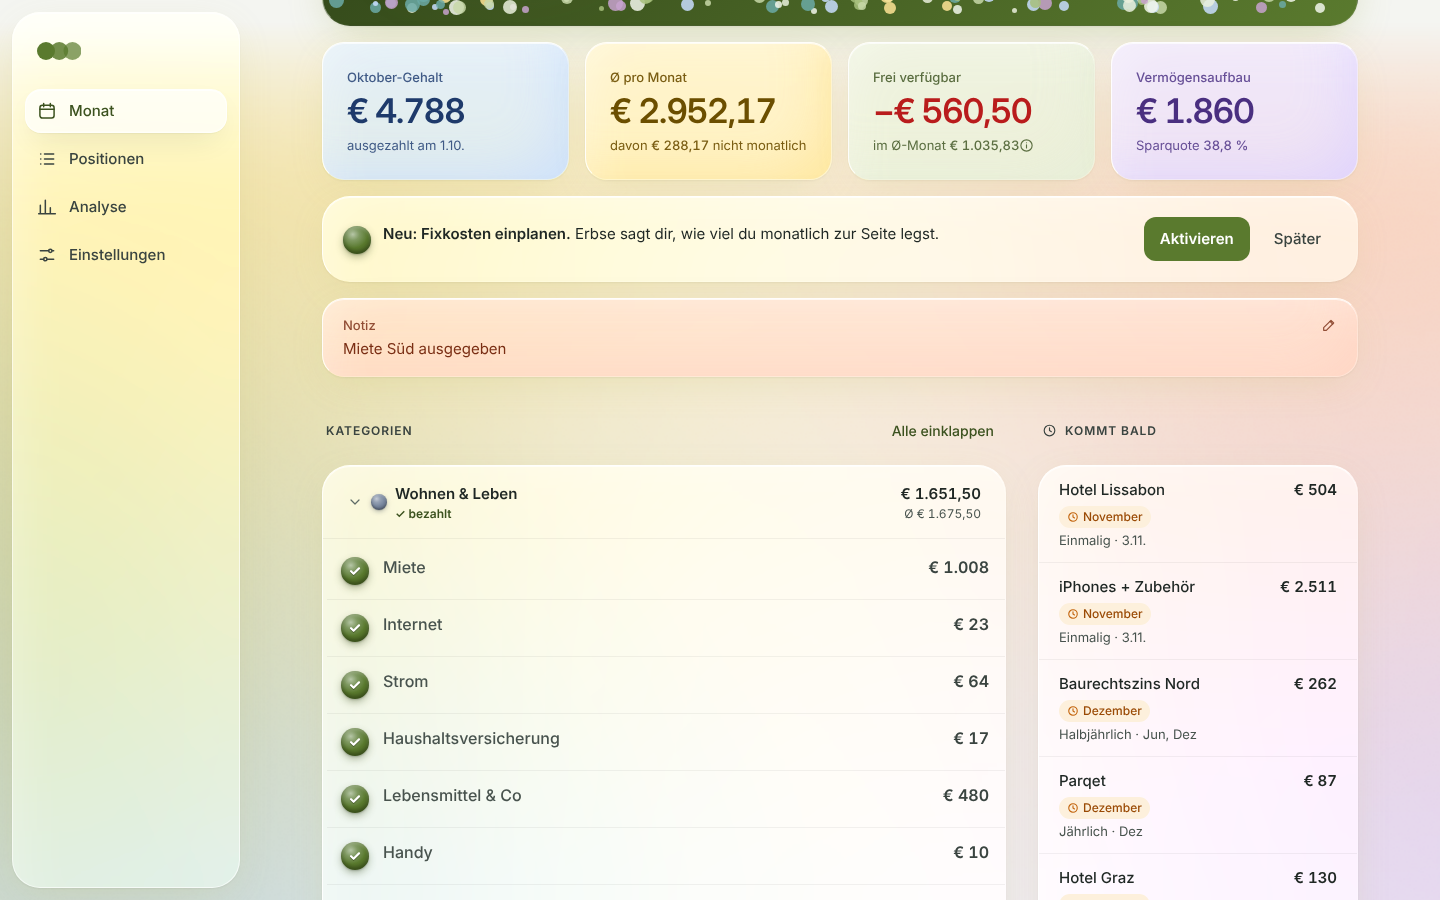 Monat
Positionen
Analyse
Einstellungen
Oktober-Gehalt
€ 4.788
ausgezahlt am 1.10.
Ø pro Monat
€ 2.952,17
davon € 288,17 nicht monatlich
Frei verfügbar
–€ 560,50
im Ø-Monat € 1.035,83
Vermögensaufbau
€ 1.860
Sparquote 38,8 %
Neu: Fixkosten einplanen. Erbse sagt dir, wie viel du monatlich zur Seite legst.
Aktivieren
Später
Notiz
Miete Süd ausgegeben
KATEGORIEN
Alle einklappen
Wohnen & Leben
€ 1.651,50
bezahlt
Ø € 1.675,50
Miete
€ 1.008
Internet
€ 23
Strom
€ 64
Haushaltsversicherung
€ 17
Lebensmittel & Co
€ 480
Handy
€ 10
KOMMT BALD
Hotel Lissabon
€ 504
November
Einmalig · 3.11.
iPhones + Zubehör
€ 2.511
November
Einmalig · 3.11.
Baurechtszins Nord
€ 262
Dezember
Halbjährlich · Jun, Dez
Parqet
€ 87
Dezember
Jährlich · Dez
Hotel Graz
€ 130